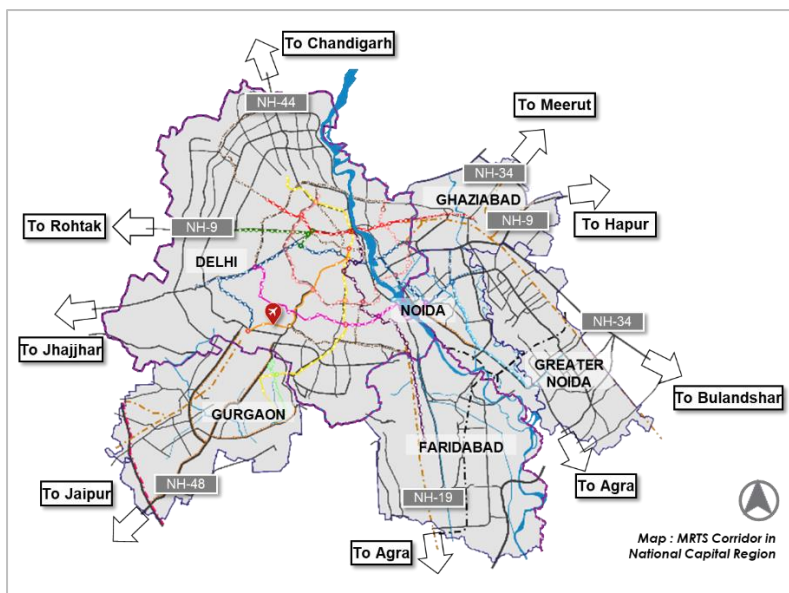 To Chandigarh
NH-44
To Meerut
NH-34
GHAZIABAD
To Hapur
NH-9
To Rohtak
NH-9
DELHI
NOIDA
To Jhajjhar
NH-34
GREATER
NOIDA
To Bulandshar
GURGAON
FARIDABAD
To Agra
To Jaipur
NH-48
NH-19
To Agra
Map : MRTS Corridor in
National Capital Region